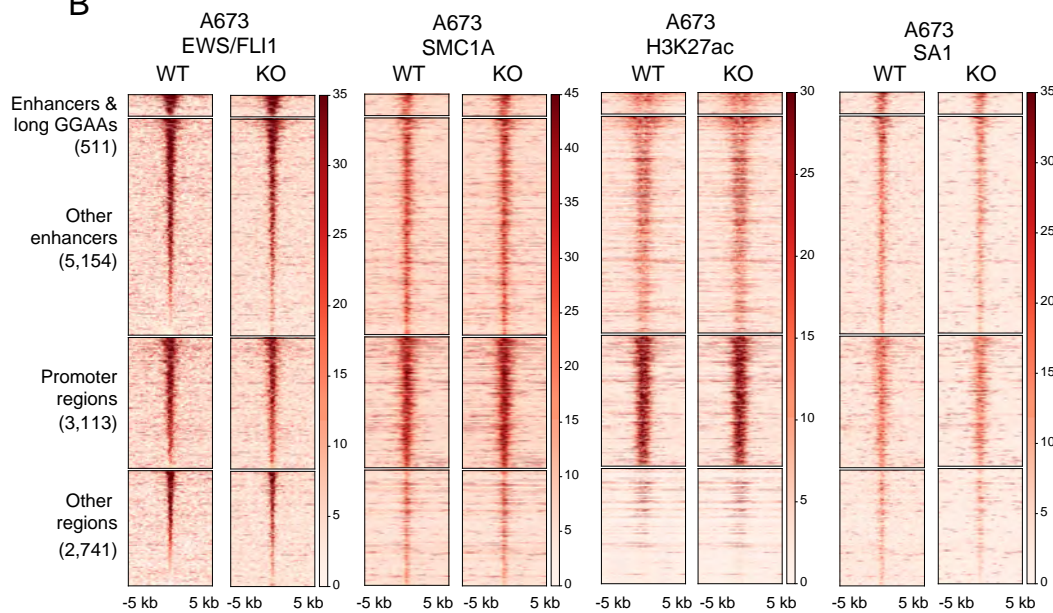 B
A673
EWS/FLI1
WT KO
A673
SMC1A
WT KO
A673
H3K27ac
WT KO
A673
SA1
WT KO
Enhancers &
long GGAAs
(511)
Other
enhancers
(5,154)
Promoter
regions
(3,113)
Other
regions
(2,741)
35
30
25
20
15
10
5
0
45
40
35
30
25
20
15
10
5
0
30
25
20
15
10
5
0
35
30
25
20
15
10
5
0
-5 kb 5 kb -5 kb 5 kb -5 kb 5 kb -5 kb 5 kb -5 kb 5 kb -5 kb 5 kb -5 kb 5 kb -5 kb 5 kb